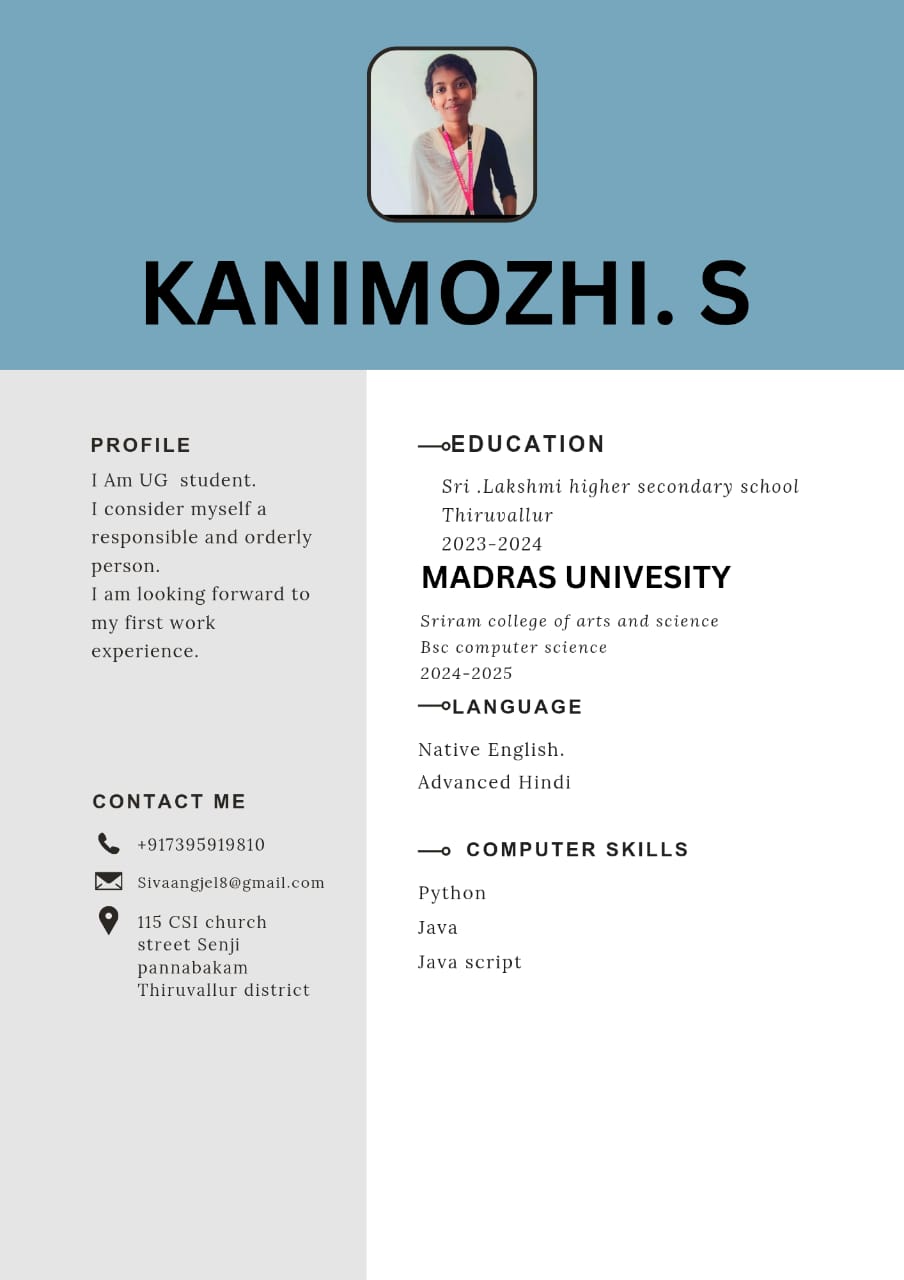 KANIMOZHI. S
PROFILE
I Am UG  student.
I consider myself a
responsible and orderly
person.
I am looking forward to
my first work
experience.
CONTACT ME
+917395919810
Sivaangjel8@gmail.com
115 CSI church
street Senji
pannabakam
Thiruvallur district
EDUCATION
Sri .Lakshmi higher secondary school
Thiruvallur
2023-2024
MADRAS UNIVESITY
Sriram college of arts and science
Bsc computer science
2024-2025
LANGUAGE
Native English.
Advanced Hindi
COMPUTER SKILLS
Python
Java
Java script